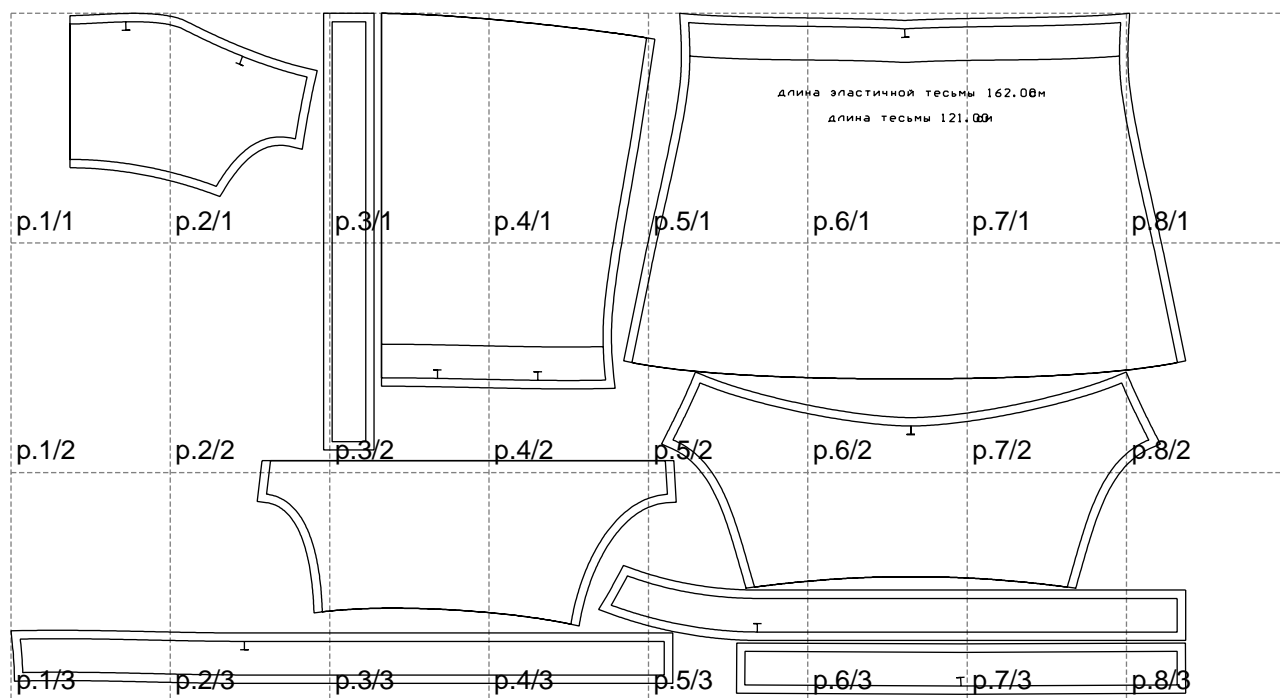 длина эластичной тесьмы 162.00м
длина тесьмы 121.00м
p.1/1 p.2/1 p.3/1 p.4/1 p.5/1 p.6/1 p.7/1 p.8/1
p.1/2 p.2/2 p.3/2 p.4/2 p.5/2 p.6/2 p.7/2 p.8/2
p.1/3 p.2/3 p.3/3 p.4/3 p.5/3 p.6/3 p.7/3 p.8/3